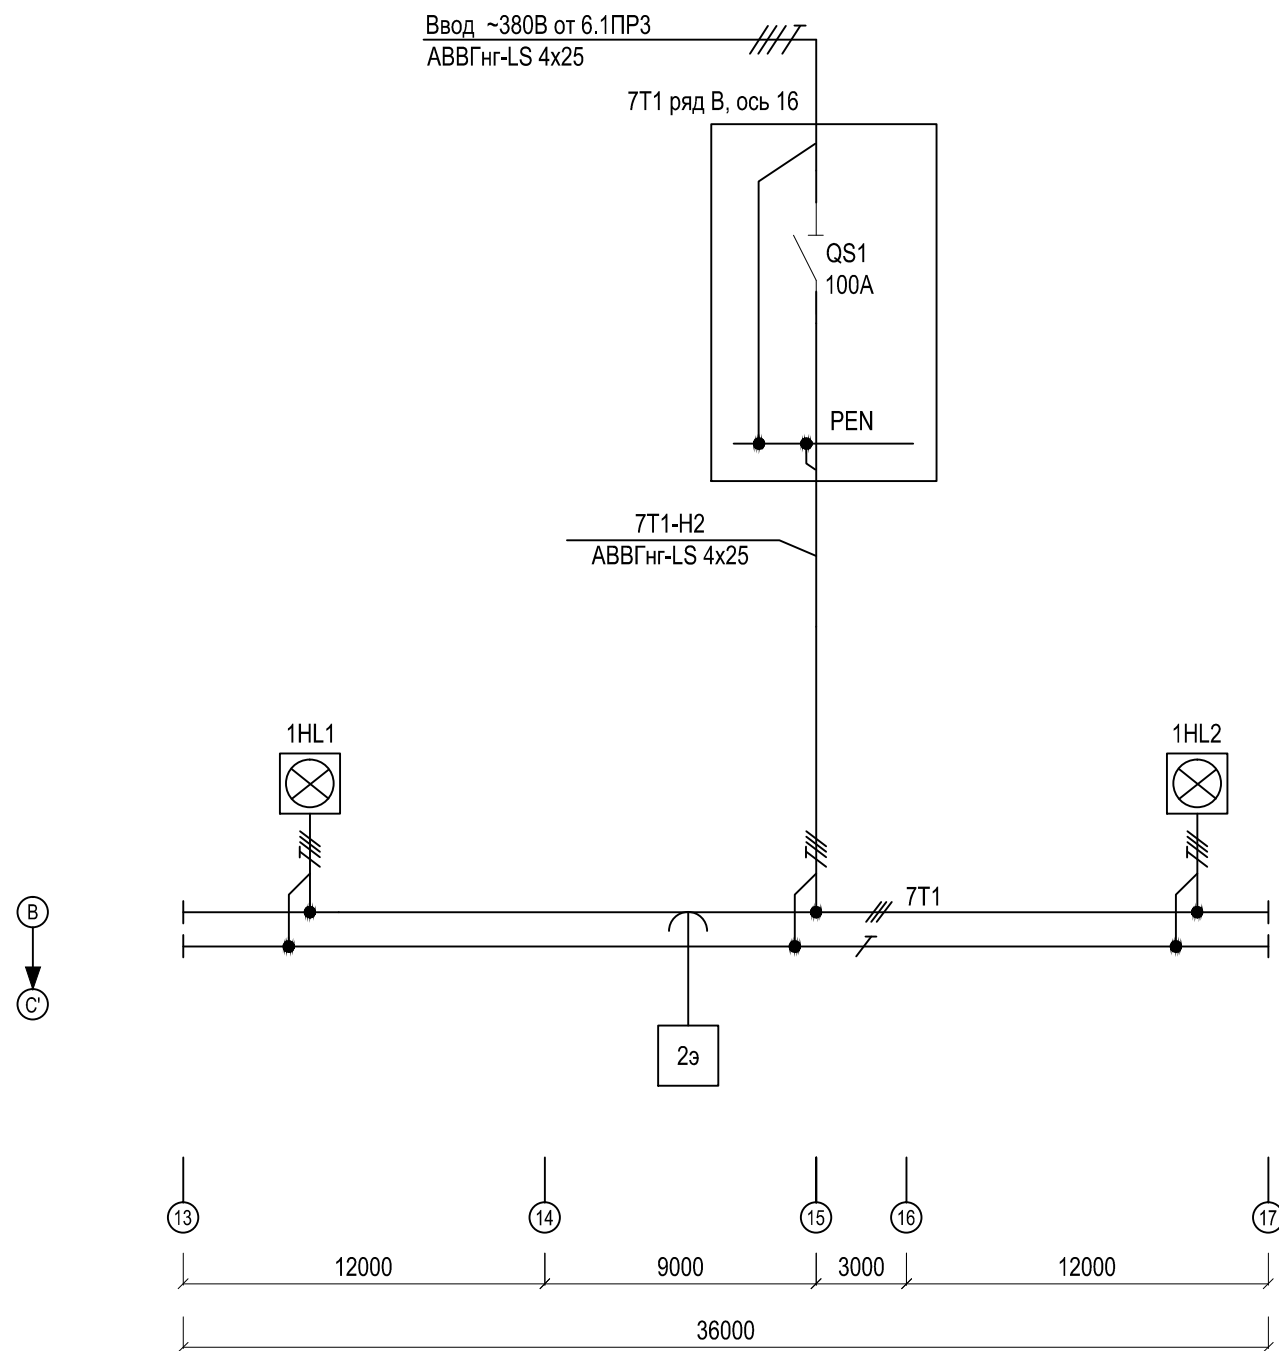 Ввод ~380В от 6.1ПР3
АВВГнг-LS 4х25
7Т1 ряд В, ось 16
QS1
100А
PEN
7Т1-Н2
АВВГнг-LS 4х25
1HL1
1HL2
7Т1
В
С'
2э
13
14
15
16
17
12000
9000
3000
12000
36000